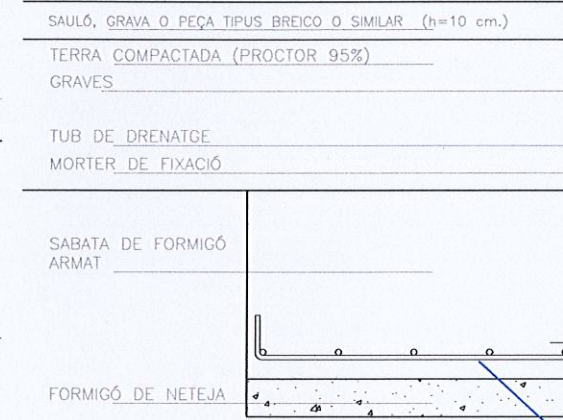 SAULÓ, GRAVA O PEÇA TIPUS BREICO O SIMILAR (h=10 cm.)
TERRA COMPACTADA (PROCTOR 95%)
GRAVES
TUB DE DRENATGE
MORTER DE FIXACIÓ
SABATA DE FORMIGÓ
ARMAT
FORMIGÓ DE NETEJA